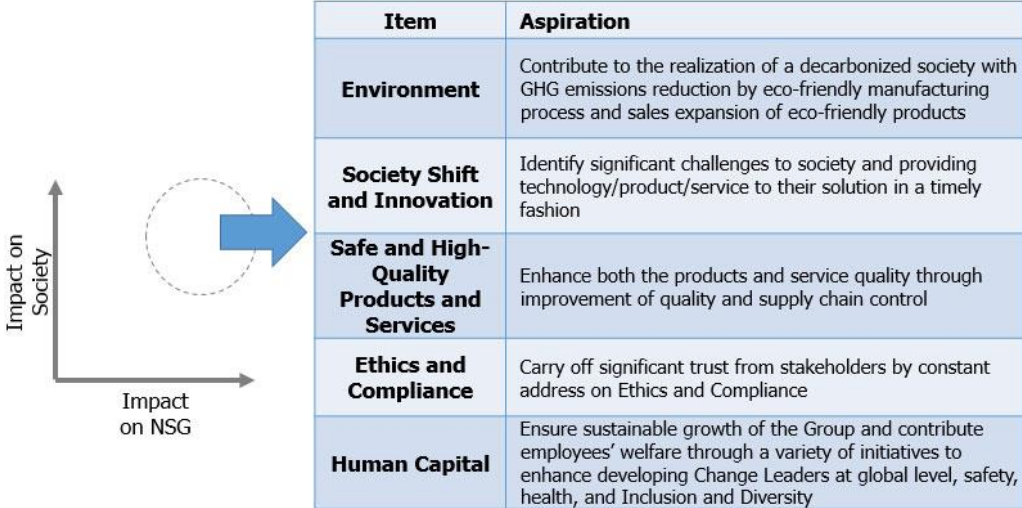 Impact on
Society
Impact
on NSG
Item
Aspiration
Environment
Contribute to the realization of a decarbonized society with
GHG emissions reduction by eco-friendly manufacturing
process and sales expansion of eco-friendly products
Society Shift
and Innovation
Identify significant challenges to society and providing
technology/product/service to their solution in a timely
fashion
Safe and High-
Quality
Products and
Services
Enhance both the products and service quality through
improvement of quality and supply chain control
Ethics and
Compliance
Carry off significant trust from stakeholders by constant
address on Ethics and Compliance
Human Capital
Ensure sustainable growth of the Group and contribute
employees’ welfare through a variety of initiatives to
enhance developing Change Leaders at global level, safety,
health, and Inclusion and Diversity